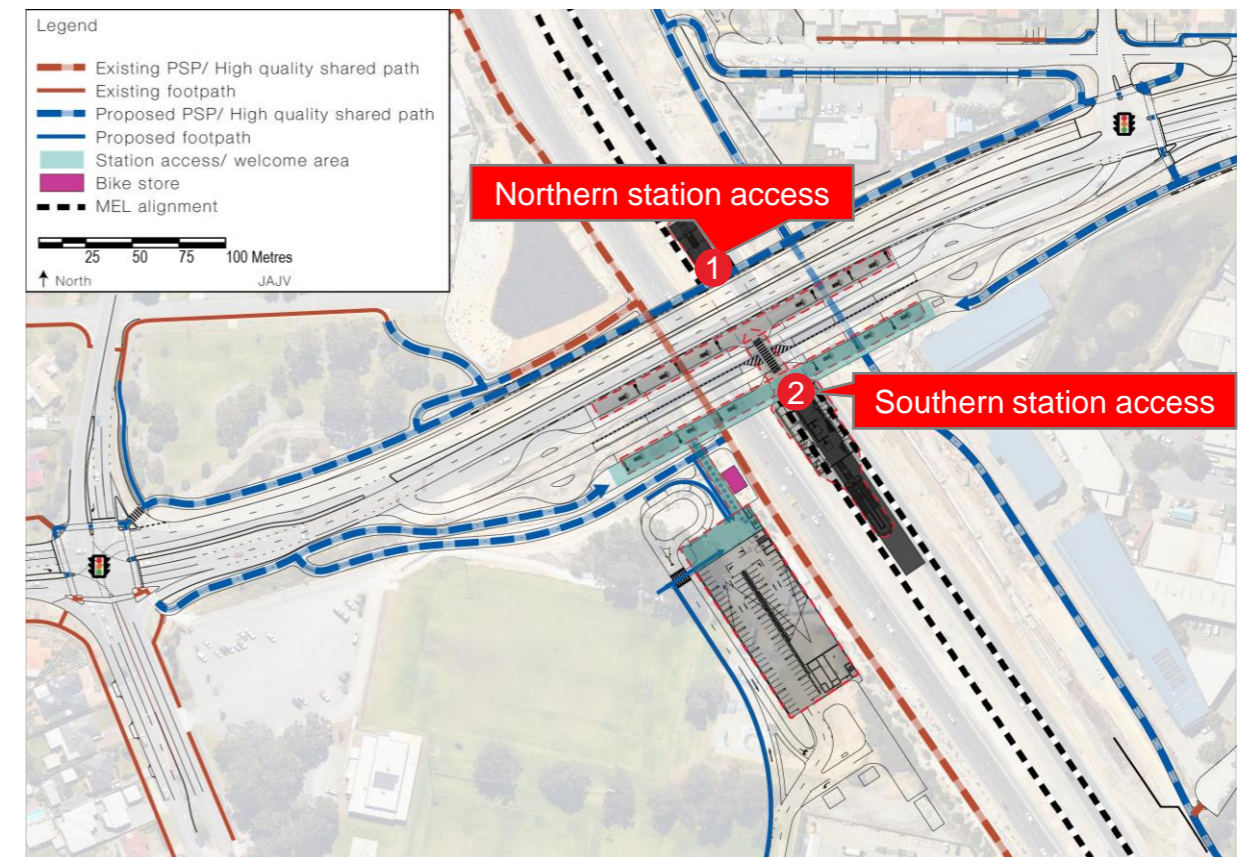 Legend
Existing PSP/ High quality shared path
Existing footpath
Proposed PSP/ High quality shared path
Proposed footpath
Station access/ welcome area
Bike store
MEL alignment
25 50 75 100 Metres
↑ North JAJV
Northern station access
1
2
Southern station access